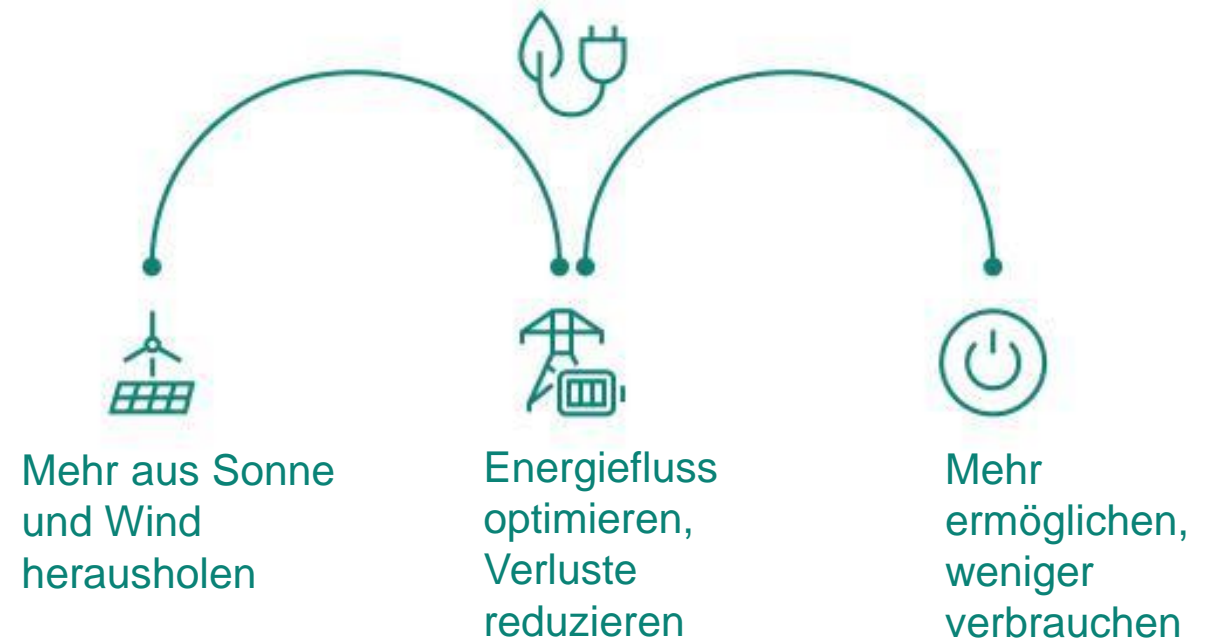 Mehr aus Sonne
und Wind
herausholen
Energiefluss
optimieren,
Verluste
reduzieren
Mehr
ermöglichen,
weniger
verbrauchen